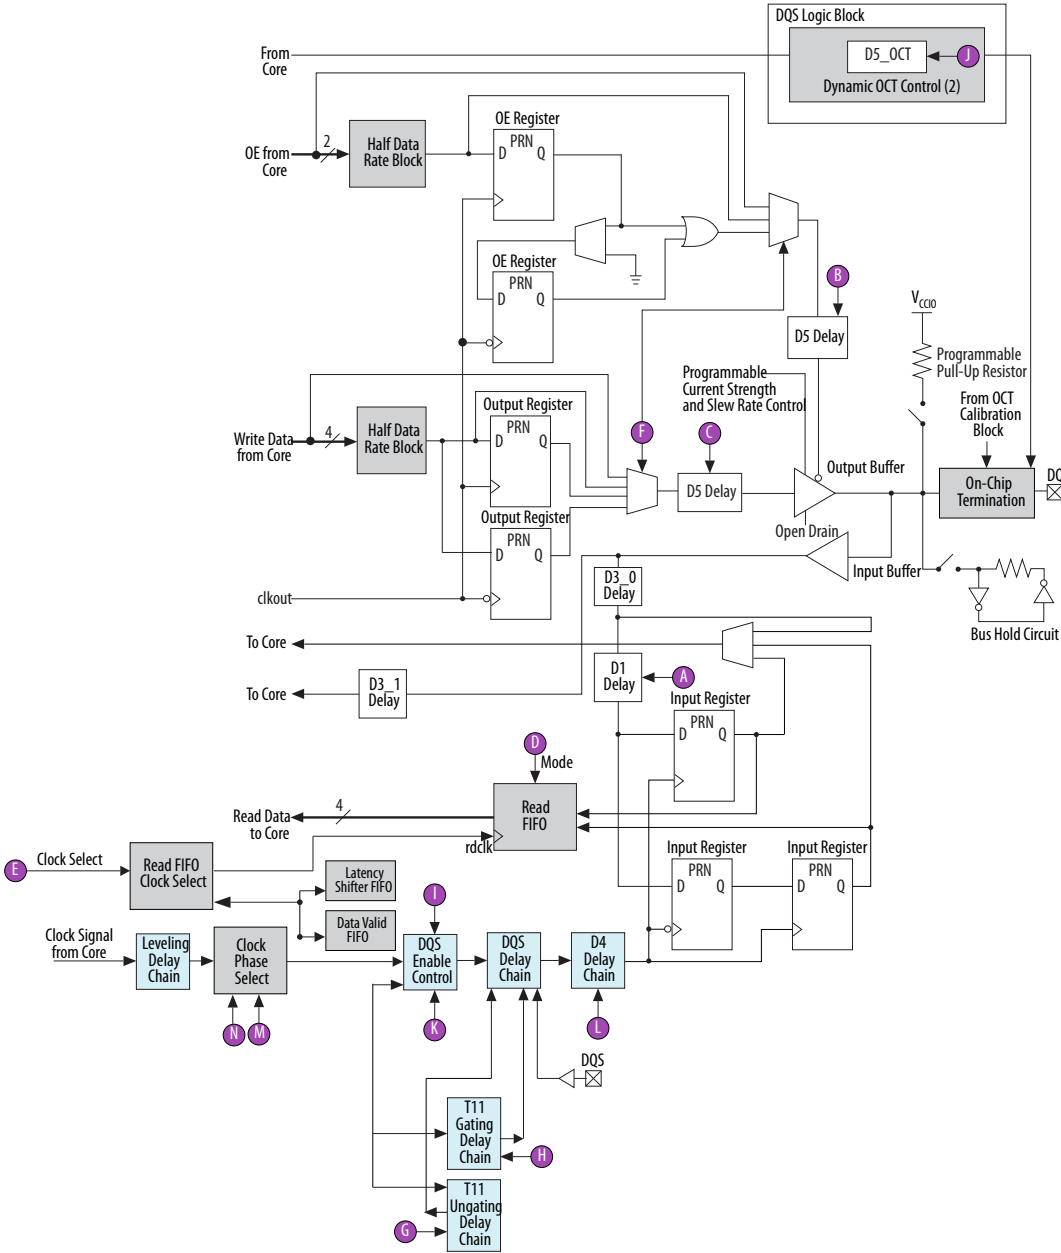 DQS Logic Block
From
Core
D5_OCT
J
Dynamic OCT Control (2)
OE Register
OE from
Core
2
Half Data
Rate Block
PRN
D
Q
OE Register
PRN
D
Q
B
V
CCIO
D5 Delay
Programmable
Pull-Up Resistor
Programmable
Current Strength
and Slew Rate Control
From OCT
Calibration
Block
Write Data
from Core
4
Half Data
Rate Block
Output Register
PRN
D
Q
F
C
D5 Delay
Output Buffer
On-Chip
Termination
DQ
Output Register
PRN
D
Q
Open Drain
Input Buffer
clkout
D3_0
Delay
Bus Hold Circuit
To Core
D1
Delay
A
To Core
D3_1
Delay
Input Register
PRN
D
Q
D
Mode
Read Data
to Core
4
Read
FIFO
rdclk
E
Clock Select
Read FIFO
Clock Select
Latency
Shifter FIFO
Data Valid
FIFO
Input Register
PRN
D
Q
Input Register
PRN
D
Q
I
Clock Signal
from Core
Leveling
Delay
Chain
Clock
Phase
Select
DQS
Enable
Control
DQS
Delay
Chain
D4
Delay
Chain
N
M
K
L
DQS
T11
Gating
Delay
Chain
H
T11
Ungating
Delay
Chain
G